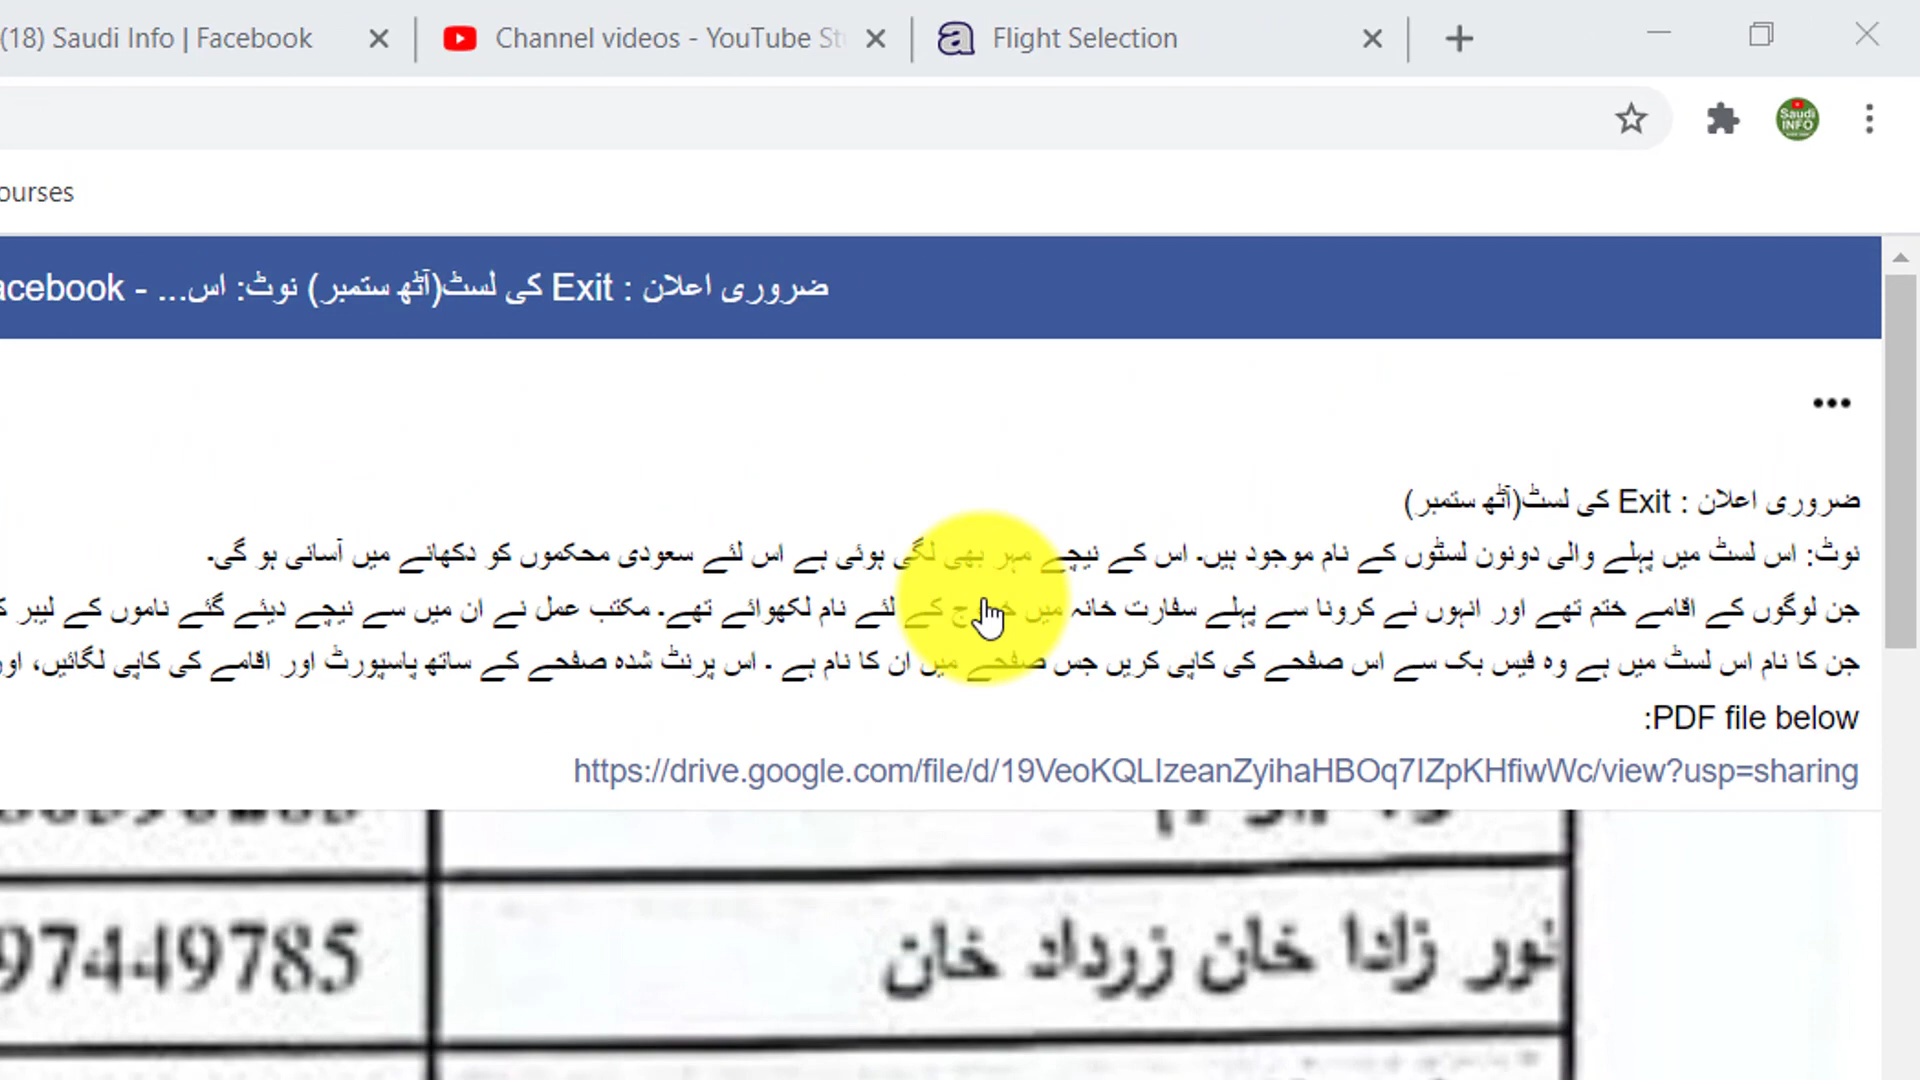 (18) Saudi Info | Facebook
Channel videos - YouTube St
Flight Selection
Saudi INFO
ourses
acebook - ...ضروری اعلان : Exit کی لسٹ(آٹھ ستمبر) نوٹ: اس
ضروری اعلان : Exit کی لسٹ(آٹھ ستمبر)
نوٹ: اس لسٹ میں پہلے والی دونون لسٹوں کے نام موجود ہیں۔ اس کے نیچے مہر بھی لگی ہوئی ہے اس لئے سعودی محکموں کو دکھانے میں آسانی ہو گی۔
جن لوگوں کے اقامے ختم تھے اور انہوں نے کرونا سے پہلے سفارت خانہ میں خروج کے لئے نام لکھوائے تھے۔ مکتب عمل نے ان میں سے نیچے دیئے گئے ناموں کے لیبر ک
جن کا نام اس لسٹ میں ہے وہ فیس بک سے اس صفحے کی کاپی کریں جس صفحے میں ان کا نام ہے ۔ اس پرنٹ شدہ صفحے کے ساتھ پاسپورٹ اور اقامے کی کاپی لگائیں، اور
PDF file below:
https://drive.google.com/file/d/19VeoKQLIzeanZyihaHBOq7IZpKHfiwWc/view?usp=sharing
نور زادا خان زرداد خان
97449785